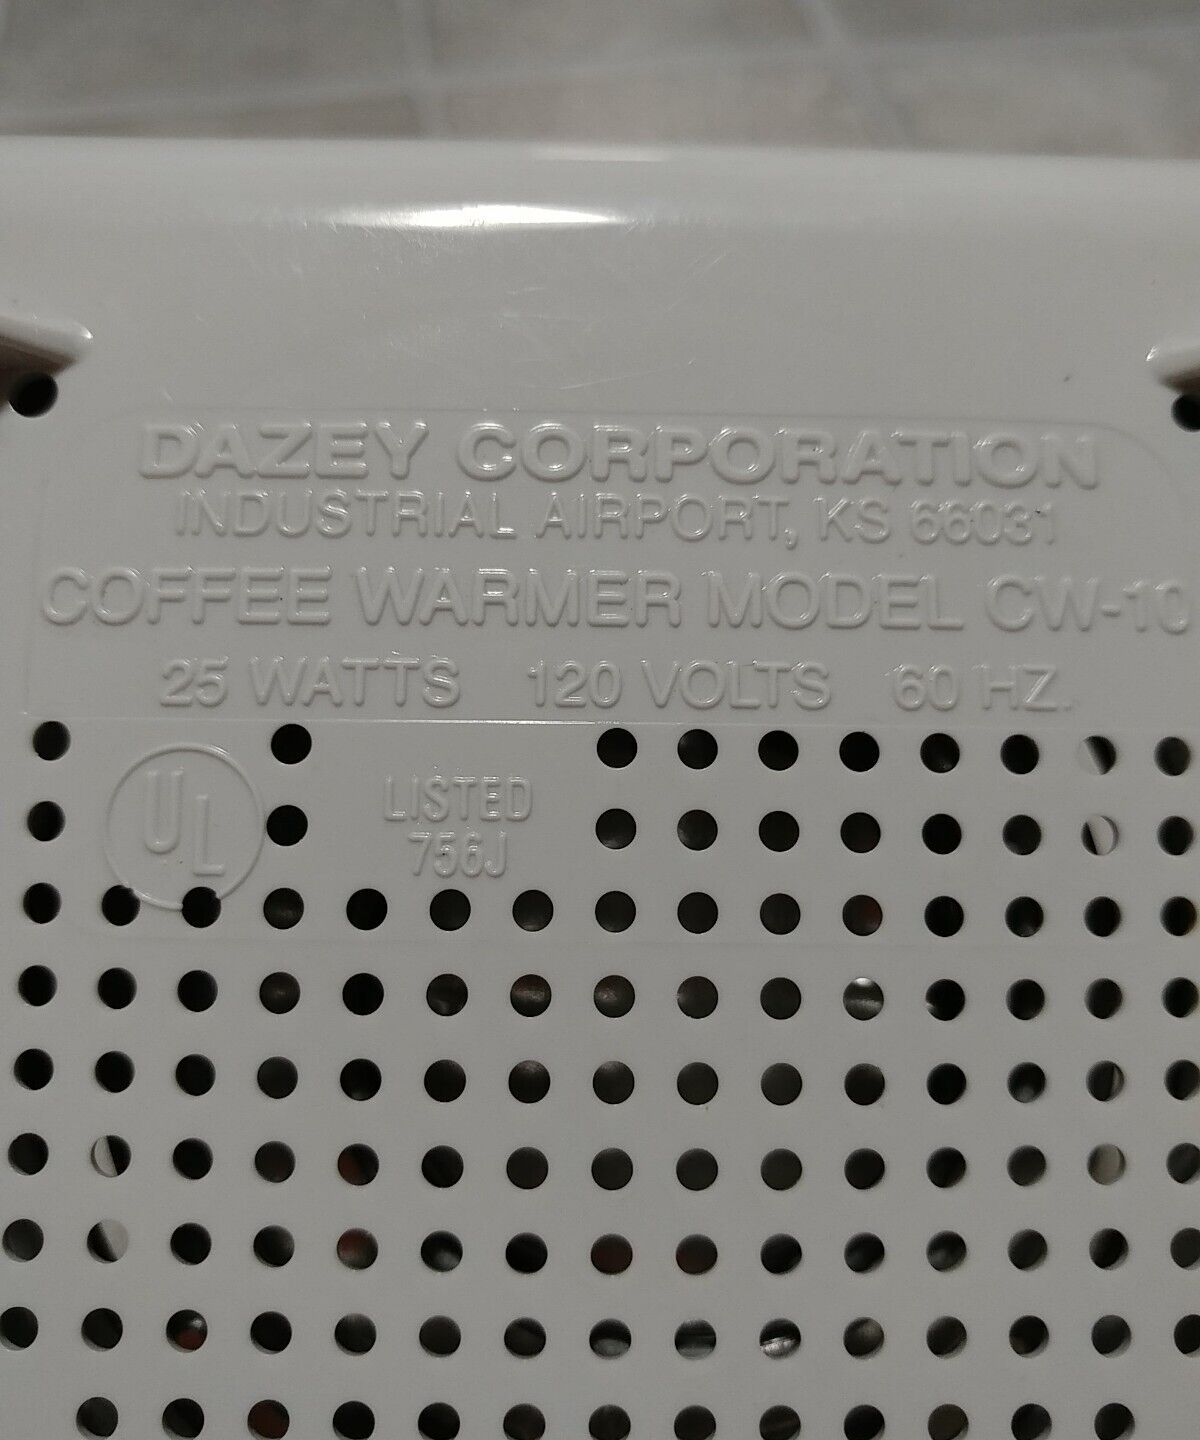 DAZEY CORPORATION
INDUSTRIAL AIRPORT, KS 66031
COFFEE WARMER MODEL CW-10
25 WATTS 120 VOLTS 60 HZ.
UL
LISTED
756J